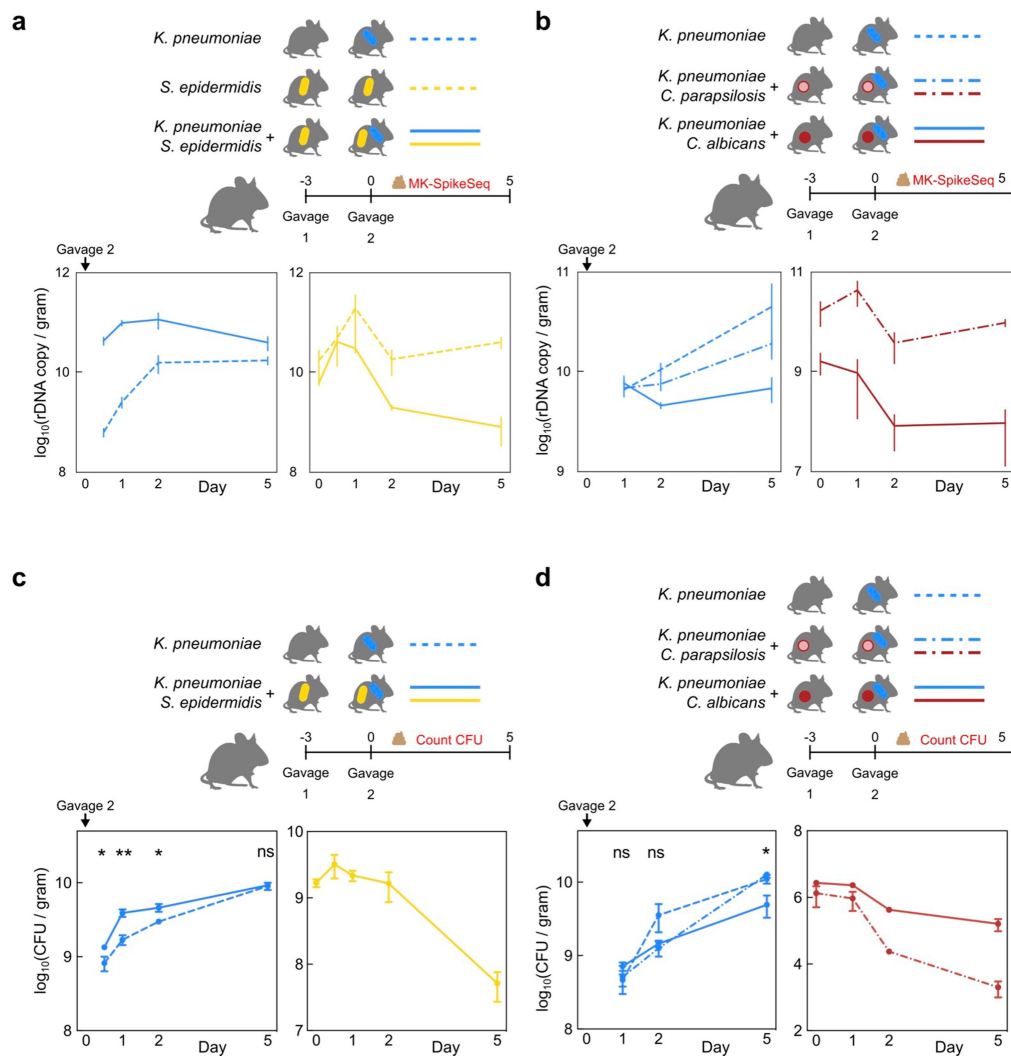 a
K. pneumoniae
S. epidermidis
K. pneumoniae +
S. epidermidis
-3 0 MK-SpikeSeq 5
Gavage Gavage
1 2
Gavage 2
log10(rDNA copy / gram)
12
10
8
0 1 2 Day 5
12
10
8
0 1 2 Day 5
b
K. pneumoniae
K. pneumoniae +
C. parapsilosis
K. pneumoniae +
C. albicans
-3 0 MK-SpikeSeq 5
Gavage Gavage
1 2
Gavage 2
log10(rDNA copy / gram)
11
10
9
0 1 2 Day 5
11
9
7
0 1 2 Day 5
c
K. pneumoniae
K. pneumoniae +
S. epidermidis
-3 0 Count CFU 5
Gavage Gavage
1 2
Gavage 2
log10(CFU / gram)
* ** * ns
10
9
8
0 1 2 Day 5
10
9
8
7
0 1 2 Day 5
d
K. pneumoniae
K. pneumoniae +
C. parapsilosis
K. pneumoniae +
C. albicans
-3 0 Count CFU 5
Gavage Gavage
1 2
Gavage 2
log10(CFU / gram)
ns ns *
10
9
8
0 1 2 Day 5
8
6
4
2
0 1 2 Day 5